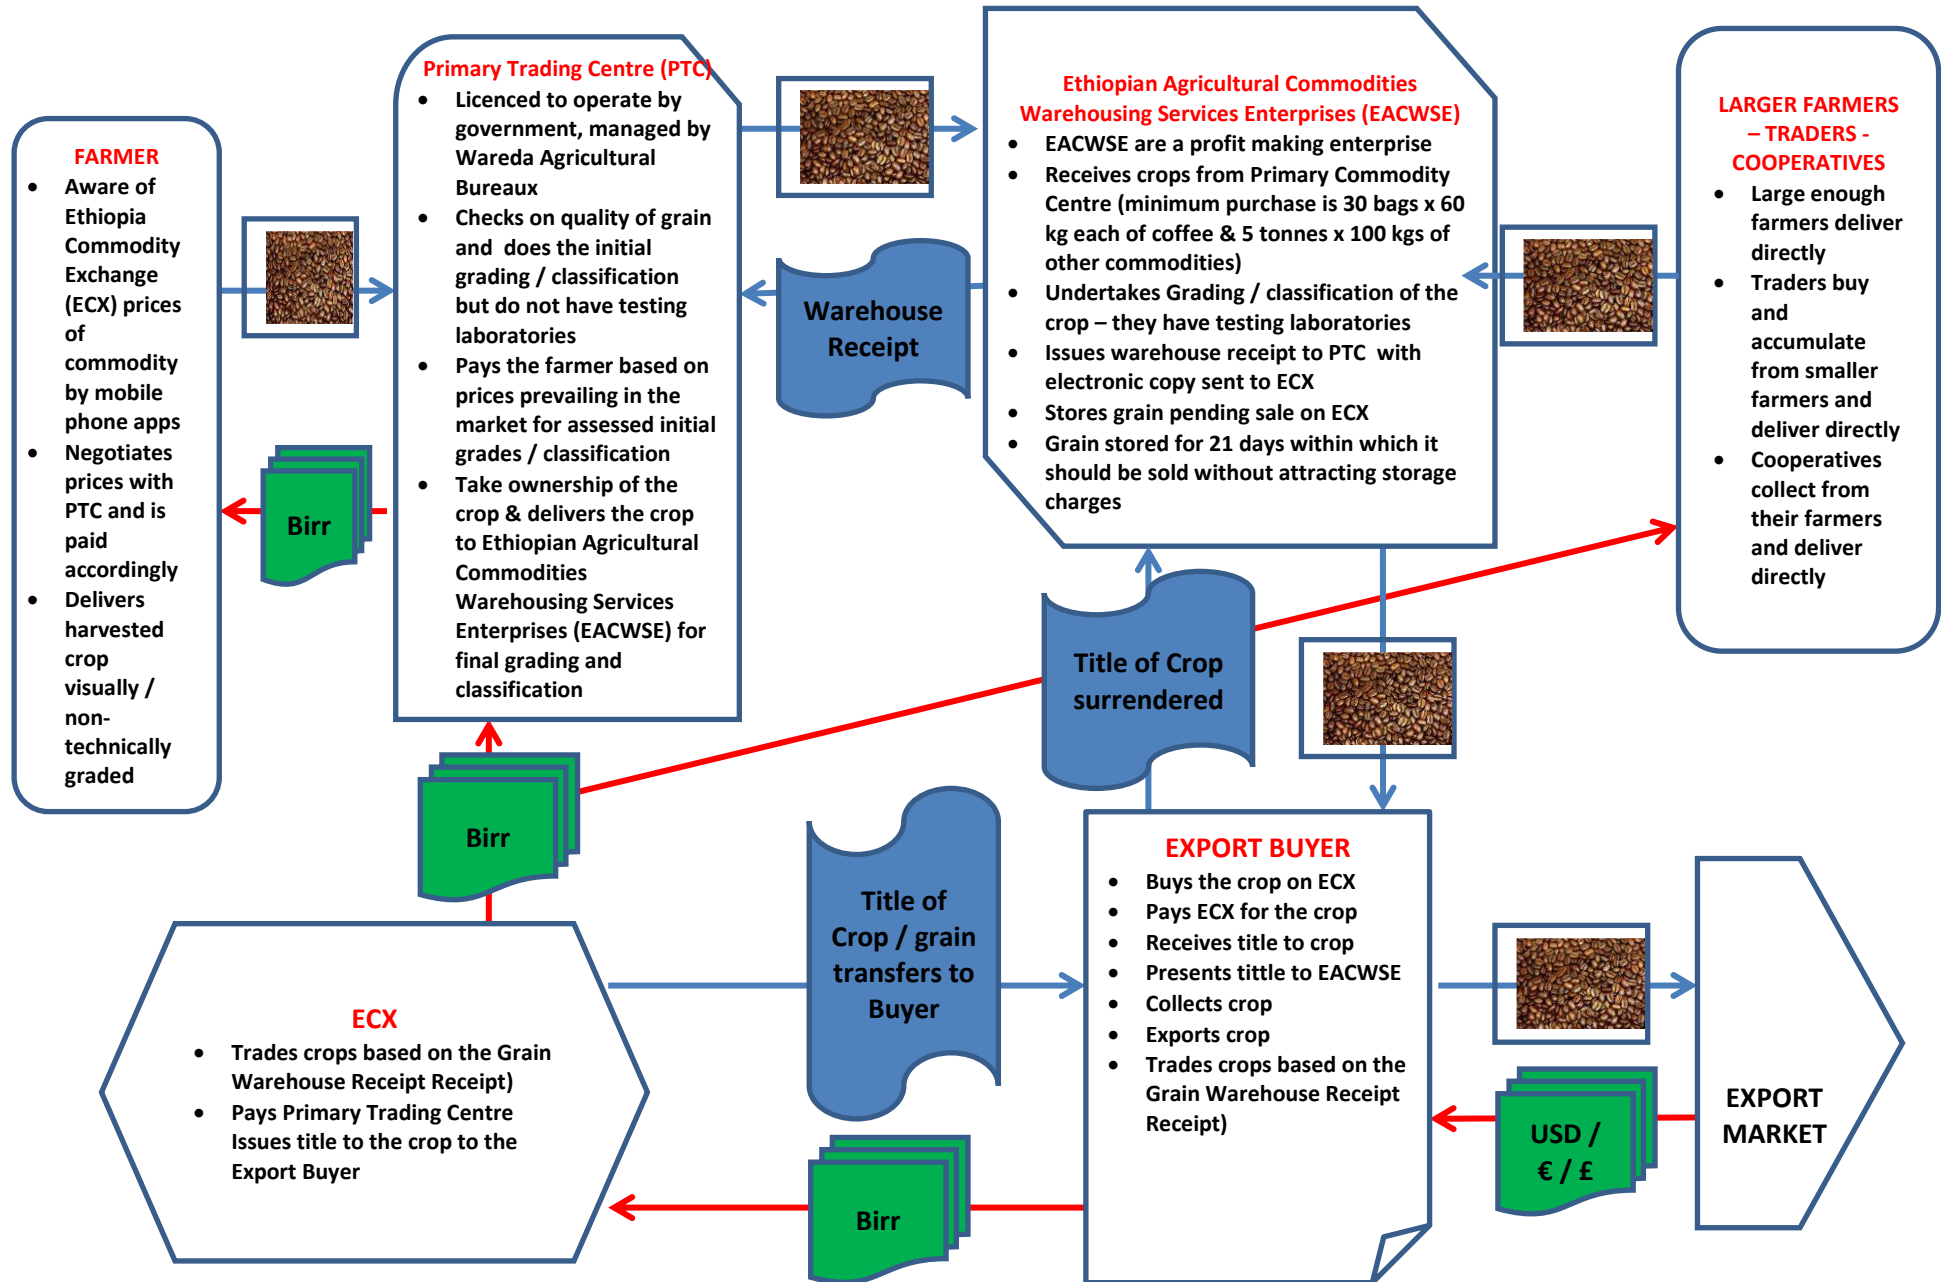 FARMER
• Aware of
Ethiopia
Commodity
Exchange
(ECX) prices
of
commodity
by mobile
phone apps
• Negotiates
prices with
PTC and is
paid
accordingly
• Delivers
harvested
crop
visually /
non-
technically
graded
Primary Trading Centre (PTC)
• Licenced to operate by
government, managed by
Wareda Agricultural
Bureaux
• Checks on quality of grain
and does the initial
grading / classification
but do not have testing
laboratories
• Pays the farmer based on
prices prevailing in the
market for assessed initial
grades / classification
• Take ownership of the
crop & delivers the crop
to Ethiopian Agricultural
Commodities
Warehousing Services
Enterprises (EACWSE) for
final grading and
classification
Birr
Warehouse
Receipt
Ethiopian Agricultural Commodities
Warehousing Services Enterprises (EACWSE)
• EACWSE are a profit making enterprise
• Receives crops from Primary Commodity
Centre (minimum purchase is 30 bags x 60
kg each of coffee & 5 tonnes x 100 kgs of
other commodities)
• Undertakes Grading / classification of the
crop – they have testing laboratories
• Issues warehouse receipt to PTC with
electronic copy sent to ECX
• Stores grain pending sale on ECX
• Grain stored for 21 days within which it
should be sold without attracting storage
charges
LARGER FARMERS
– TRADERS -
COOPERATIVES
• Large enough
farmers deliver
directly
• Traders buy
and
accumulate
from smaller
farmers and
deliver directly
• Cooperatives
collect from
their farmers
and deliver
directly
Title of Crop
surrendered
Birr
Title of
Crop / grain
transfers to
Buyer
ECX
• Trades crops based on the Grain
Warehouse Receipt Receipt)
• Pays Primary Trading Centre
Issues title to the crop to the
Export Buyer
Birr
EXPORT BUYER
• Buys the crop on ECX
• Pays ECX for the crop
• Receives title to crop
• Presents tittle to EACWSE
• Collects crop
• Exports crop
• Trades crops based on the
Grain Warehouse Receipt
Receipt)
USD /
€ / £
EXPORT
MARKET